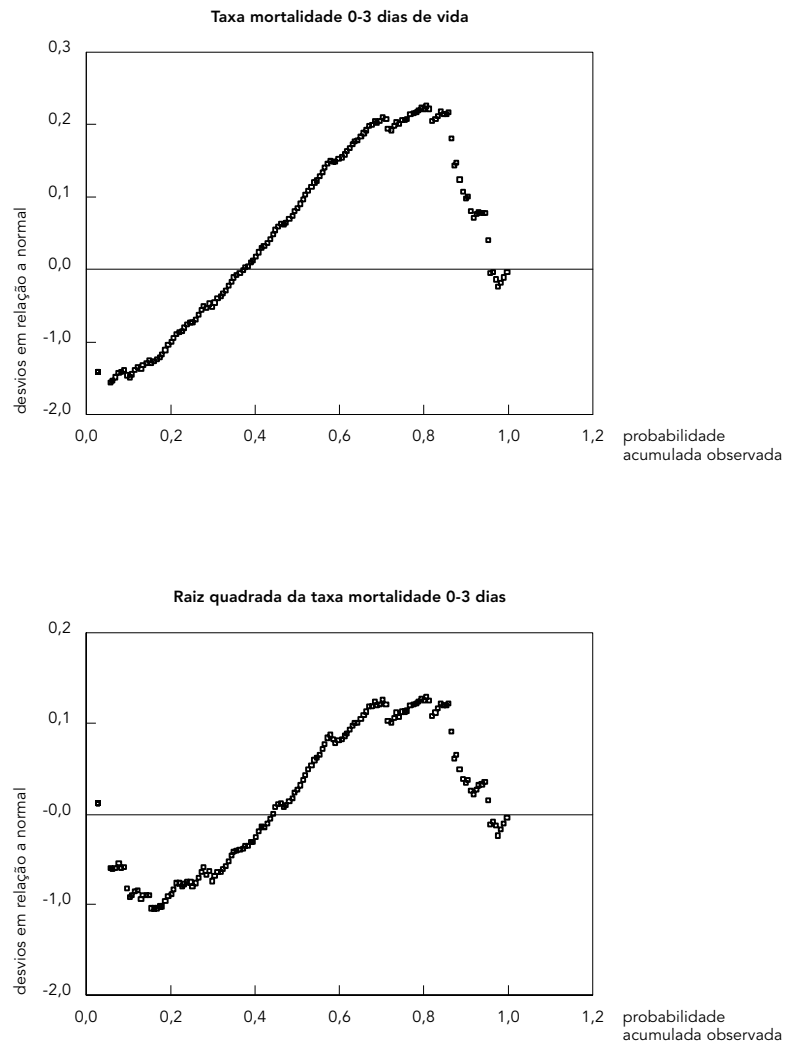 Taxa mortalidade 0-3 dias de vida
0,3
0,2
0,1
0,0
-1,0
-2,0
desvios em relação a normal
0,0 0,2 0,4 0,6 0,8 1,0 1,2
probabilidade
acumulada observada
Raiz quadrada da taxa mortalidade 0-3 dias
0,2
0,1
-0,0
-1,0
-2,0
desvios em relação a normal
0,0 0,2 0,4 0,6 0,8 1,0 1,2
probabilidade
acumulada observada